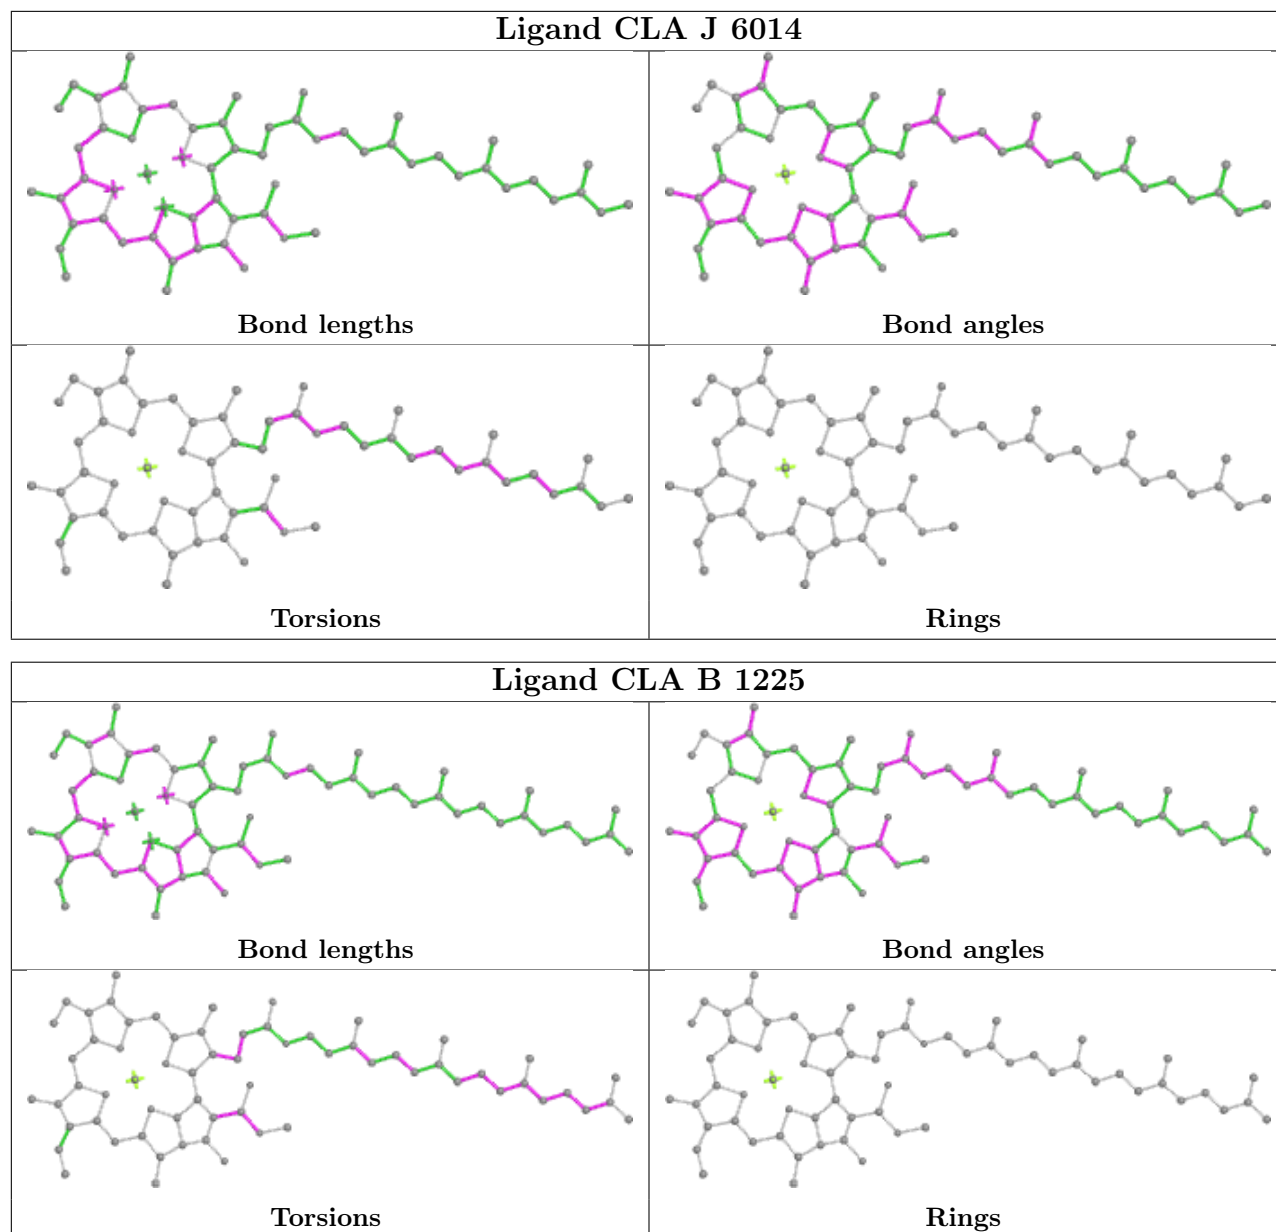 Ligand CLA J 6014
Bond lengths
Bond angles
Torsions
Rings
Ligand CLA B 1225
Bond lengths
Bond angles
Torsions
Rings